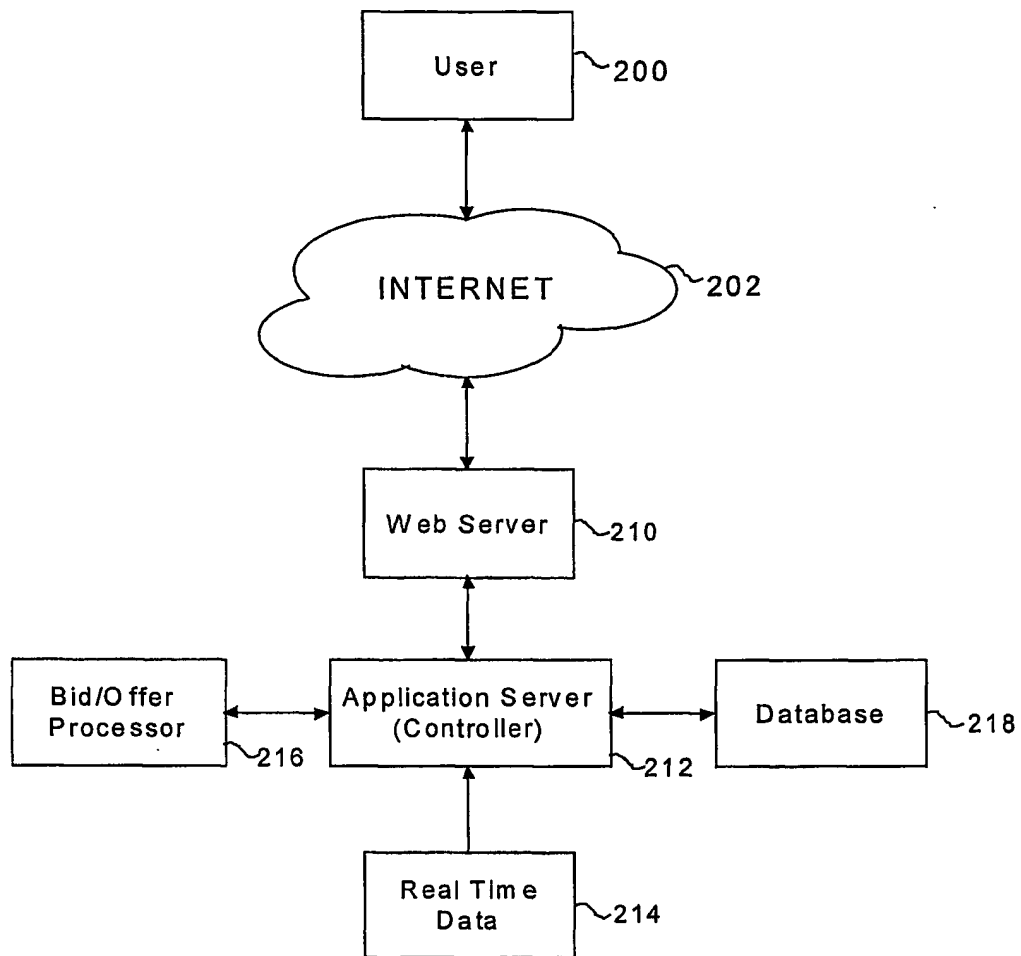 User
200
INTERNET
202
Web Server
210
Bid/Offer
Processor
216
Application Server
(Controller)
212
Database
218
Real Time
Data
214